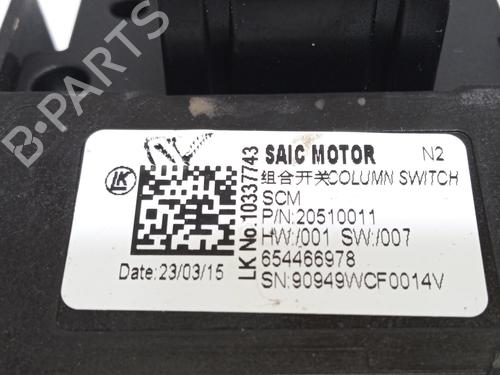 B-PARTS
LK
Date:23/03/15
LK No.10337743
SAIC MOTOR N2
组合开关COLUMN SWITCH
SCM
P/N:20510011
HW:/001 SW:/007
654466978
SN:90949WCF0014V